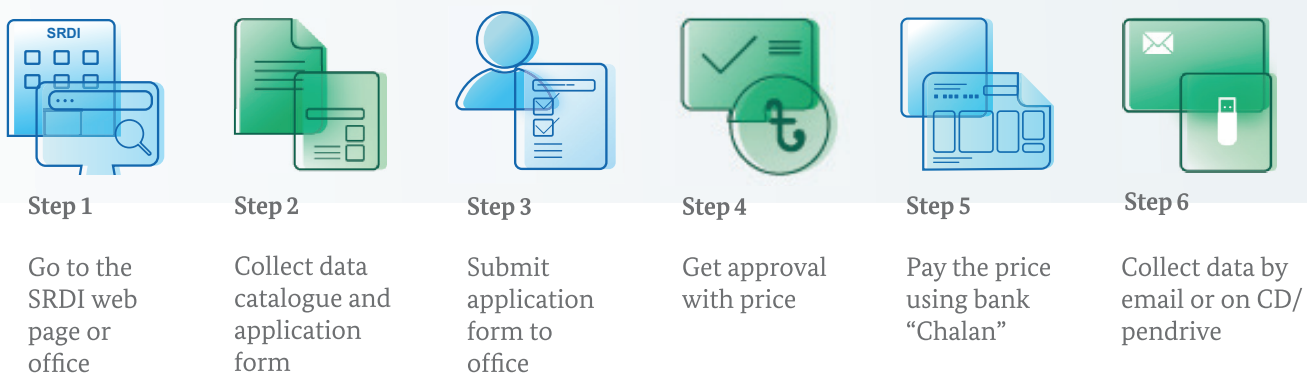 SRDI
Step 1
Go to the
SRDI web
page or
office
Step 2
Collect data
catalogue and
application
form
Step 3
Submit
application
form to
office
৳
Step 4
Get approval
with price
Step 5
Pay the price
using bank
“Chalan”
Step 6
Collect data by
email or on CD/
pendrive